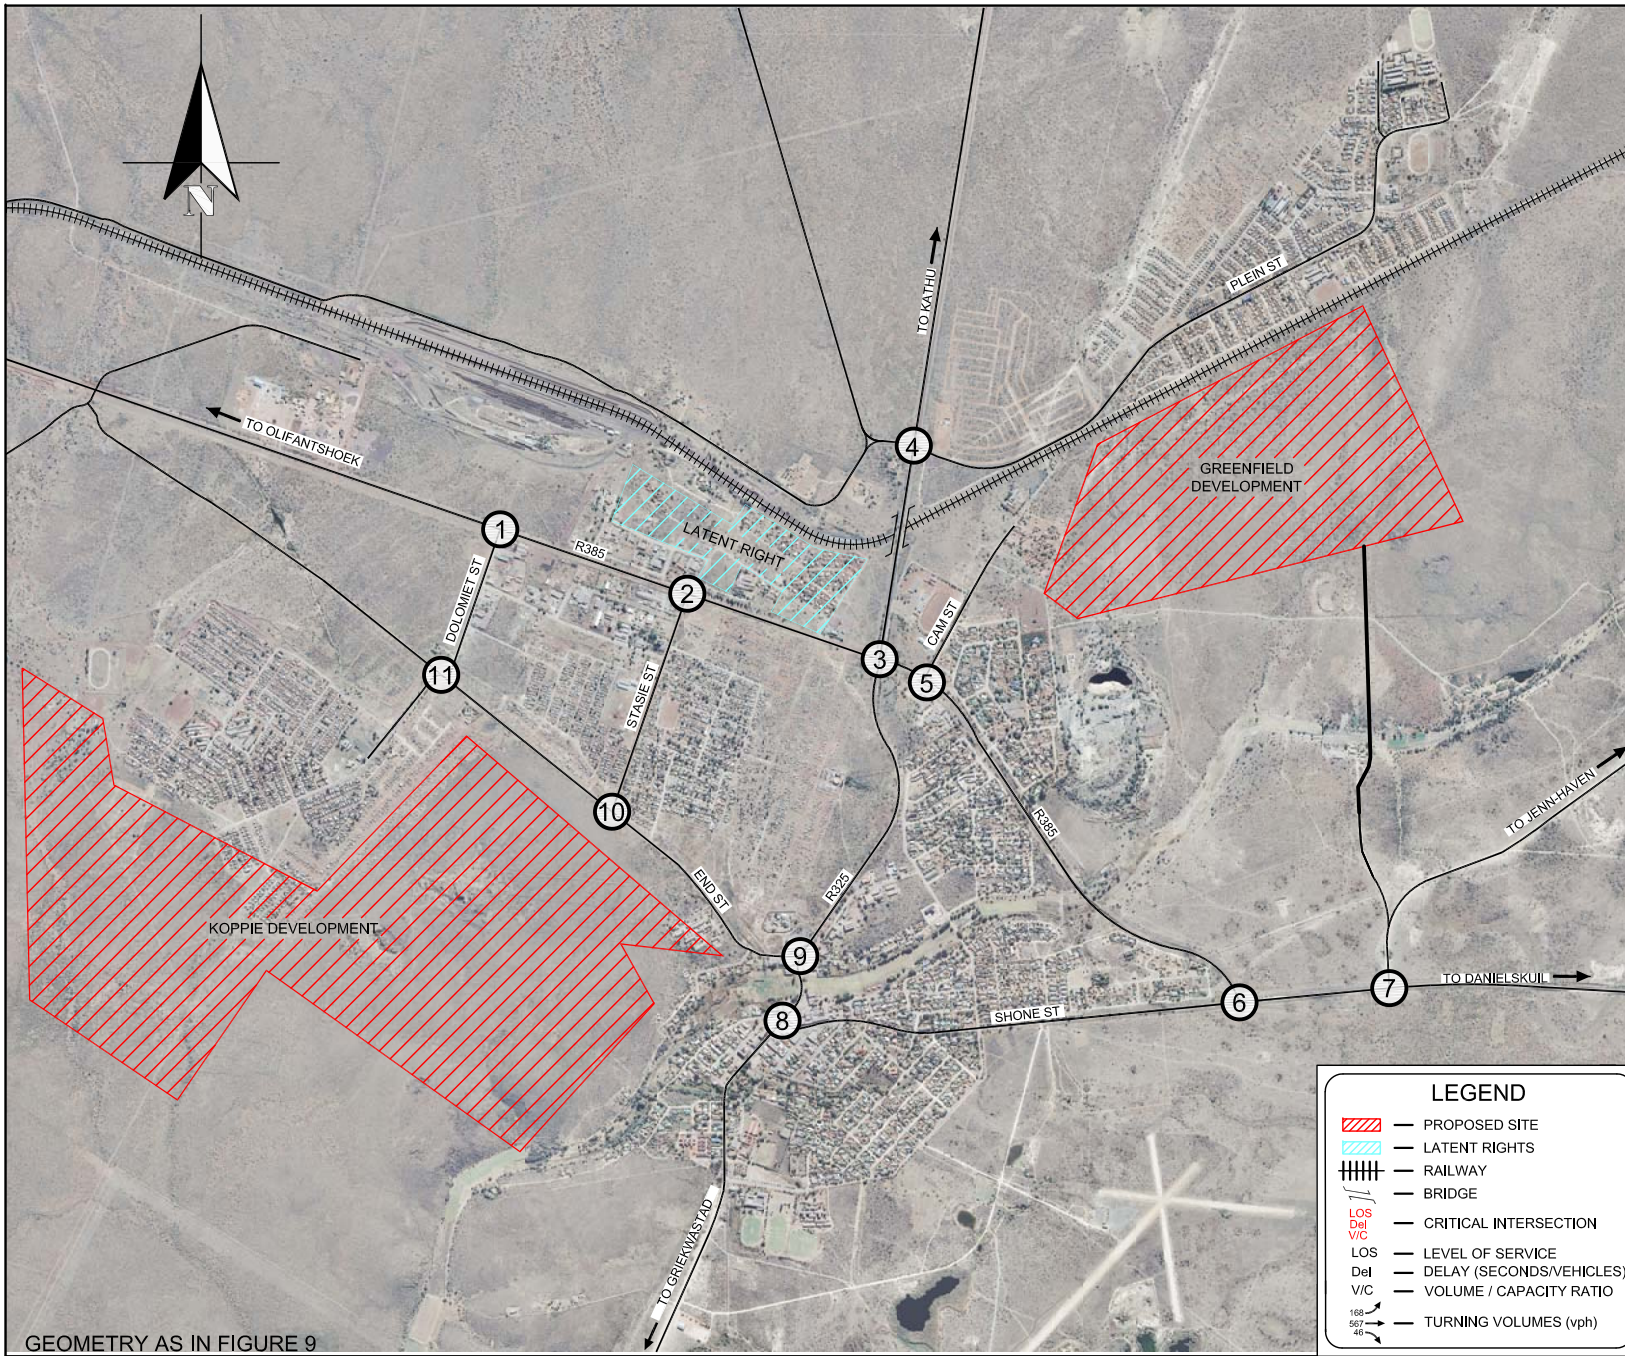 N
TO KATHU
PLEIN ST
TO OLIFANTSHOEK
4
GREENFIELD
DEVELOPMENT
1
R385
LATENT RIGHT
DOLOMIET ST
2
CAM ST
3
5
11
STASIE ST
10
R385
TO JENN-HAVEN
END ST
R325
KOPPIE DEVELOPMENT
9
TO DANIELSKUIL
7
6
SHONE ST
8
TO GRIEKWASTAD
LEGEND
PROPOSED SITE
LATENT RIGHTS
RAILWAY
BRIDGE
LOS
Del
V/C
CRITICAL INTERSECTION
LOS LEVEL OF SERVICE
Del DELAY (SECONDS/VEHICLES)
V/C VOLUME / CAPACITY RATIO
168
567
46
TURNING VOLUMES (vph)
GEOMETRY AS IN FIGURE 9